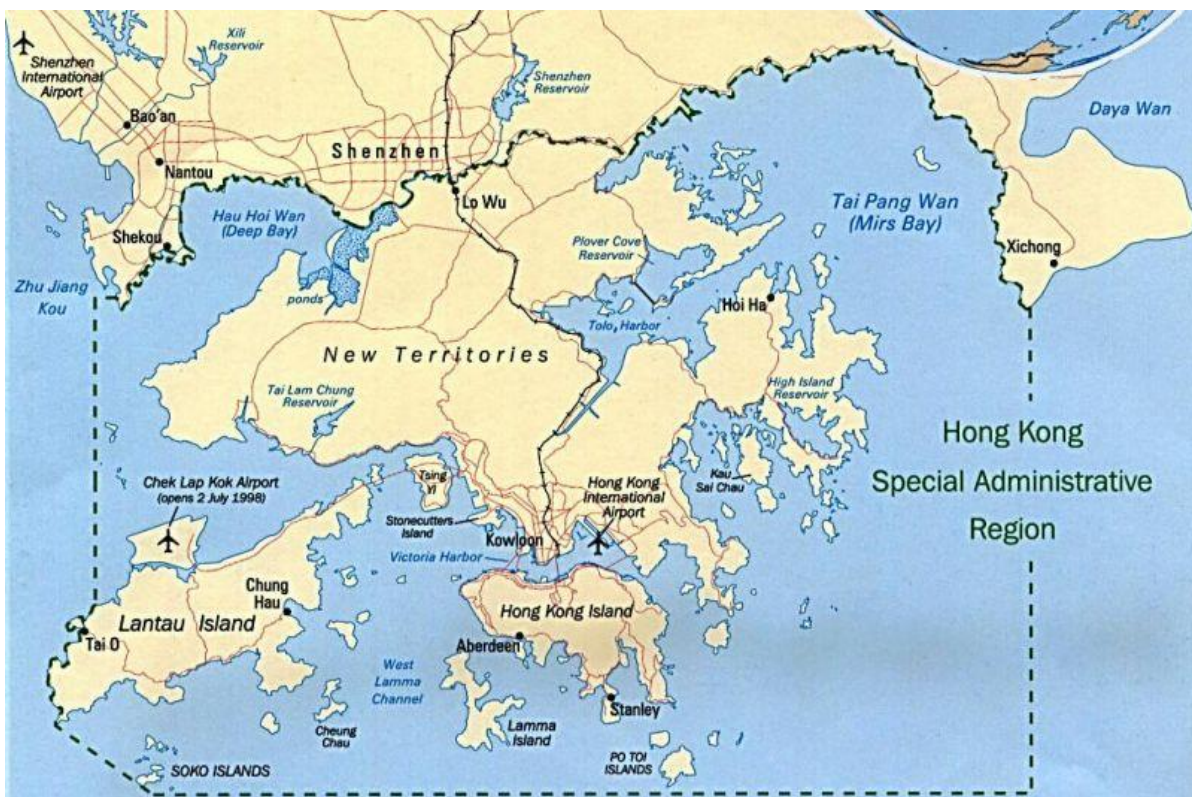 Xili
Reservoir
Shenzhen
International
Airport
Shenzhen
Reservoir
Bao'an
Daya Wan
Shenzhen
Nantou
Lo Wu
Hau Hoi Wan
(Deep Bay)
Tai Pang Wan
(Mirs Bay)
Shekou
Plover Cove
Reservoir
Xichong
Zhu Jiang
Kou
ponds
Hoi Ha
Tolo Harbor
New Territories
Tai Lam Chung
Reservoir
High Island
Reservoir
Hong Kong
Special Administrative
Region
Chek Lap Kok Airport
(opens 2 July 1998)
Tsing
Yi
Kau
Sai Chau
Hong Kong
International
Airport
Stonecutters
Island
Kowloon
Victoria Harbor
Chung
Hau
Lantau Island
Hong Kong Island
Tai O
Aberdeen
West
Lamma
Channel
Stanley
Cheung
Chau
Lamma
Island
PO TOI
ISLANDS
SOKO ISLANDS